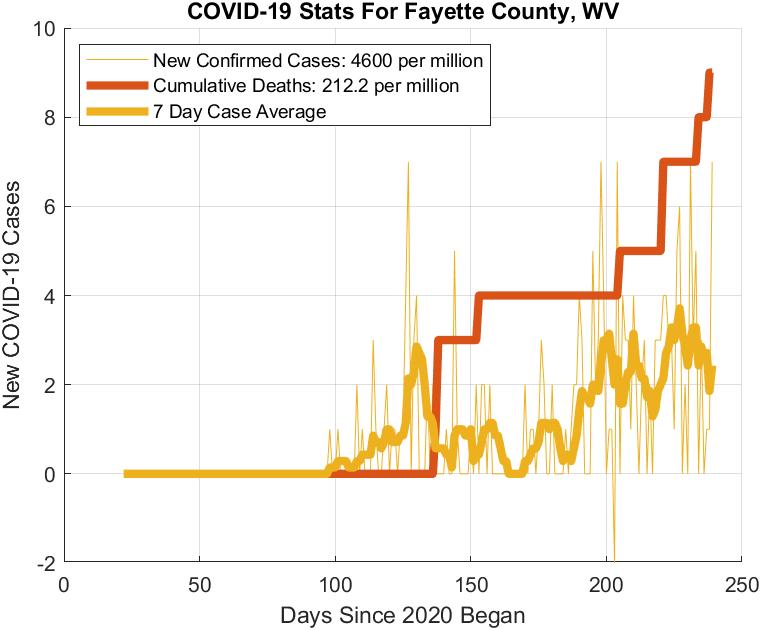 COVID-19 Stats For Fayette County, WV
New Confirmed Cases: 4600 per million
Cumulative Deaths: 212.2 per million
7 Day Case Average
New COVID-19 Cases
10
8
6
4
2
0
-2
0 50 100 150 200 250
Days Since 2020 Began